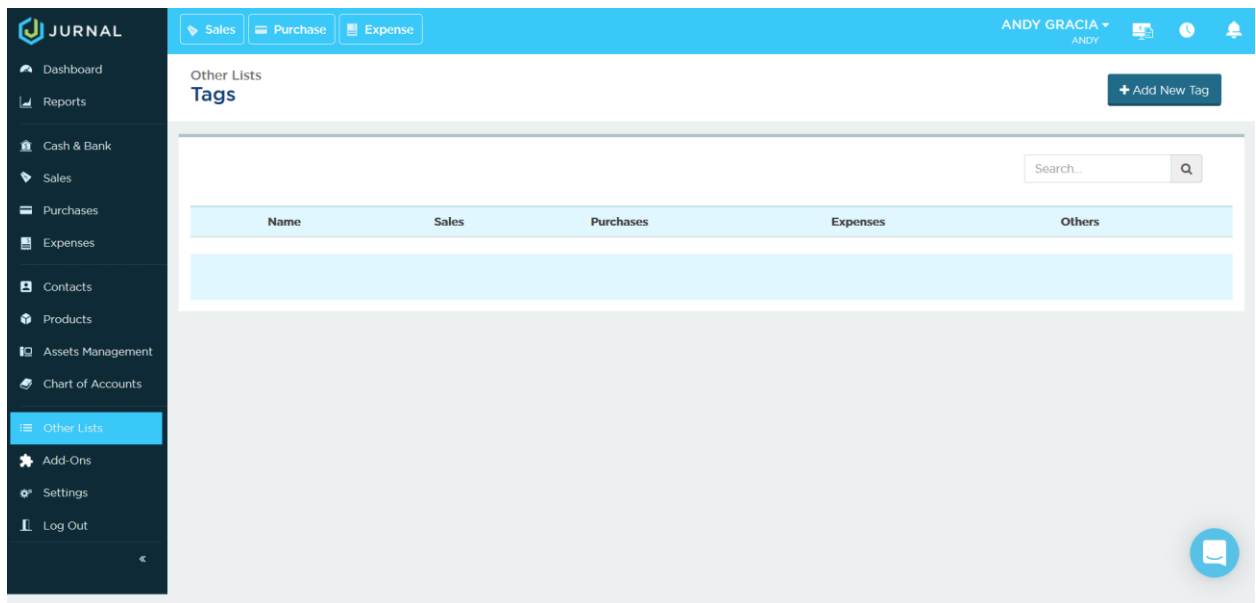 JURNAL
Sales Purchase Expense
ANDY GRACIA
ANDY
Dashboard
Reports
Cash & Bank
Sales
Purchases
Expenses
Contacts
Products
Assets Management
Chart of Accounts
Other Lists
Add-Ons
Settings
Log Out
«
Other Lists
Tags
+ Add New Tag
Search...
Name Sales Purchases Expenses Others